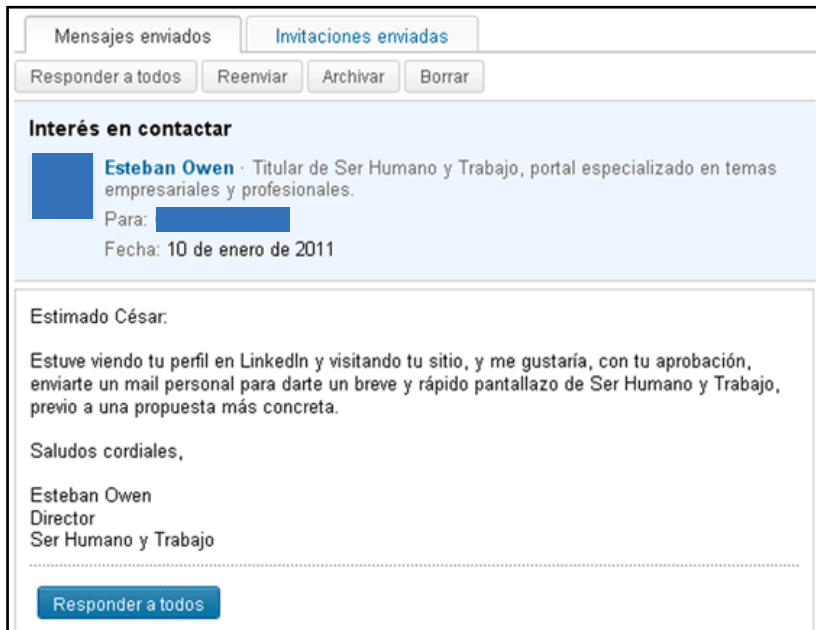 Mensajes enviados Invitaciones enviadas
Responder a todos Reenviar Archivar Borrar
Interés en contactar
Esteban Owen · Titular de Ser Humano y Trabajo, portal especializado en temas
empresariales y profesionales.
Para:
Fecha: 10 de enero de 2011
Estimado César:
Estuve viendo tu perfil en LinkedIn y visitando tu sitio, y me gustaría, con tu aprobación,
enviarte un mail personal para darte un breve y rápido pantallazo de Ser Humano y Trabajo,
previo a una propuesta más concreta.
Saludos cordiales,
Esteban Owen
Director
Ser Humano y Trabajo
Responder a todos